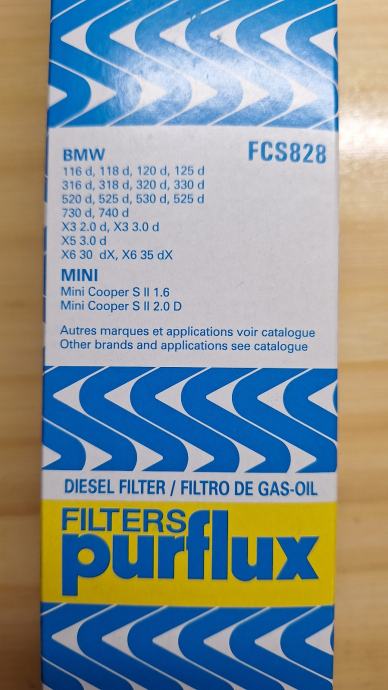 BMW FCS828
116 d, 118 d, 120 d, 125 d
316 d, 318 d, 320 d, 330 d
520 d, 525 d, 530 d, 525 d
730 d, 740 d
X3 2.0 d, X3 3.0 d
X5 3.0 d
X6 30 dX, X6 35 dX
MINI
Mini Cooper S II 1.6
Mini Cooper S II 2.0 D
Autres marques et applications voir catalogue
Other brands and applications see catalogue
DIESEL FILTER / FILTRO DE GAS-OIL
FILTERS
purflux